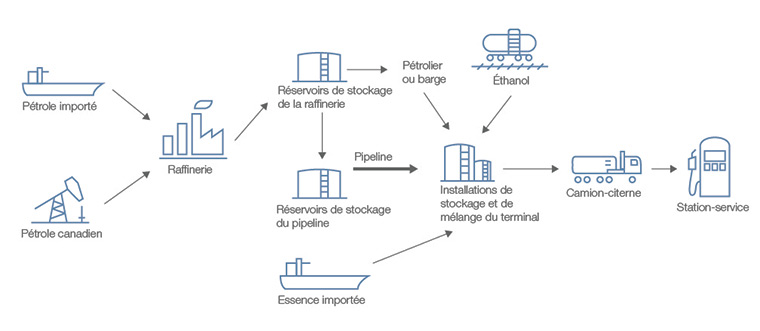 Pétrole importé
Pétrole canadien
Raffinerie
Réservoirs de stockage
de la raffinerie
Pétrolier
ou barge
Éthanol
Réservoirs de stockage
du pipeline
Pipeline
Installations de
stockage et de
mélange du terminal
Essence importée
Camion-citerne
Station-service